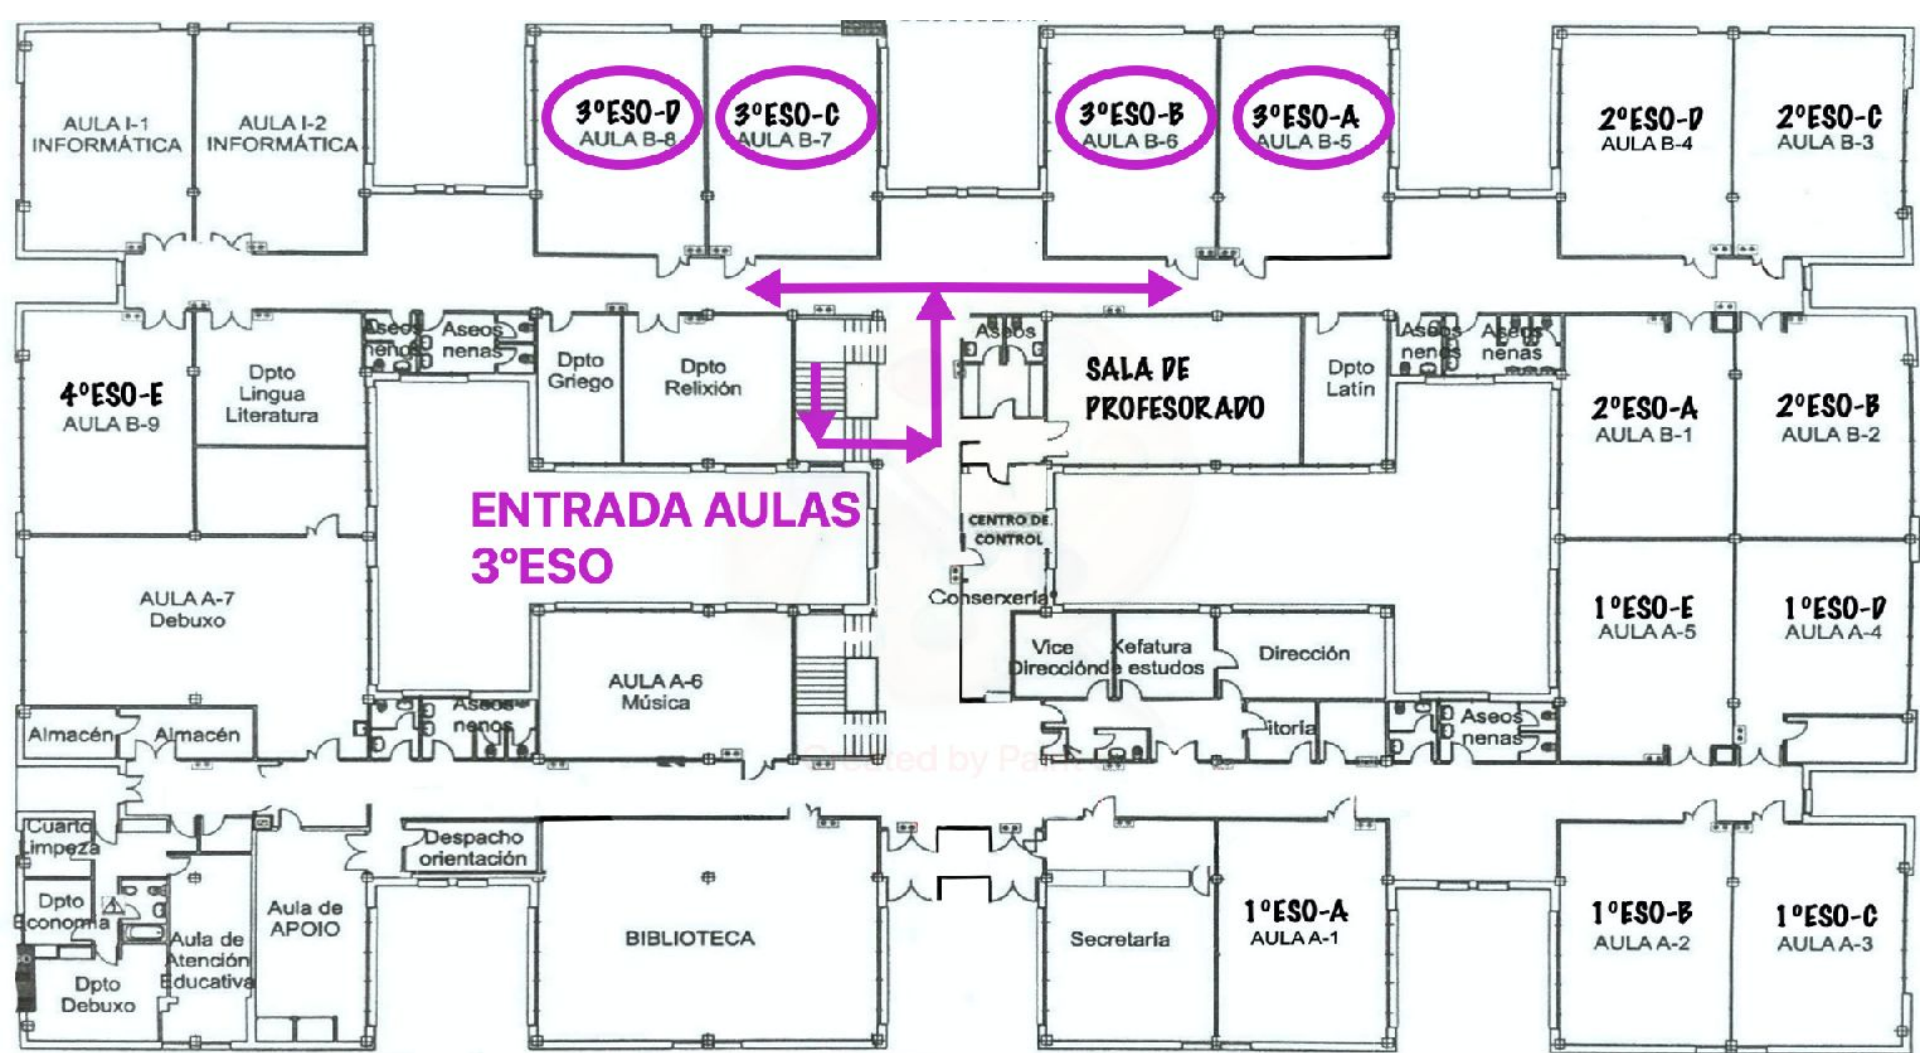 AULA I-1
INFORMÁTICA
AULA I-2
INFORMÁTICA
3ºESO-D
AULA B-8
3ºESO-C
AULA B-7
3ºESO-B
AULA B-6
3ºESO-A
AULA B-5
2ºESO-D
AULA B-4
2ºESO-C
AULA B-3
4ºESO-E
AULA B-9
Dpto
Lingua
Literatura
Aseos
nenos
Aseos
nenas
Dpto
Griego
Dpto
Relixión
Aseos
SALA DE
PROFESORADO
Dpto
Latín
Aseos
nenos
Aseos
nenas
2ºESO-A
AULA B-1
2ºESO-B
AULA B-2
ENTRADA AULAS
3ºESO
CENTRO DE
CONTROL
Conserxería
AULA A-7
Debuxo
1ºESO-E
AULA A-5
1ºESO-D
AULA A-4
Vice
Dirección
Xefatura
de estudos
Dirección
AULA A-6
Música
Almacén
Almacén
Aseos
nenos
itoría
Aseos
nenas
Created by Pain
Cuarto
Limpeza
Despacho
orientación
Dpto
Economía
Aula de
APOIO
Aula de
Atención
Educativa
Dpto
Debuxo
BIBLIOTECA
Secretaría
1ºESO-A
AULA A-1
1ºESO-B
AULA A-2
1ºESO-C
AULA A-3